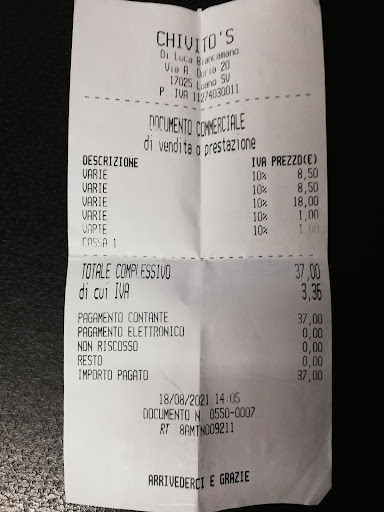 CHIVITO'S
Di Luca Biancamano
Via A. Doria 20
17025 Loano SV
P IVA 11274030011
DOCUMENTO COMMERCIALE
di vendita o prestazione
DESCRIZIONE IVA PREZZO(€)
VARIE 10% 8,50
VARIE 10% 8,50
VARIE 10% 18,00
VARIE 10% 1,00
VARIE 10% 1,00
CASSA 1
TOTALE COMPLESSIVO 37,00
di cui IVA 3,36
PAGAMENTO CONTANTE 37,00
PAGAMENTO ELETTRONICO 0,00
NON RISCOSSO 0,00
RESTO 0,00
IMPORTO PAGATO 37,00
18/08/2021 14:05
DOCUMENTO N. 0550-0007
RT 8AMTN009211
ARRIVEDERCI E GRAZIE